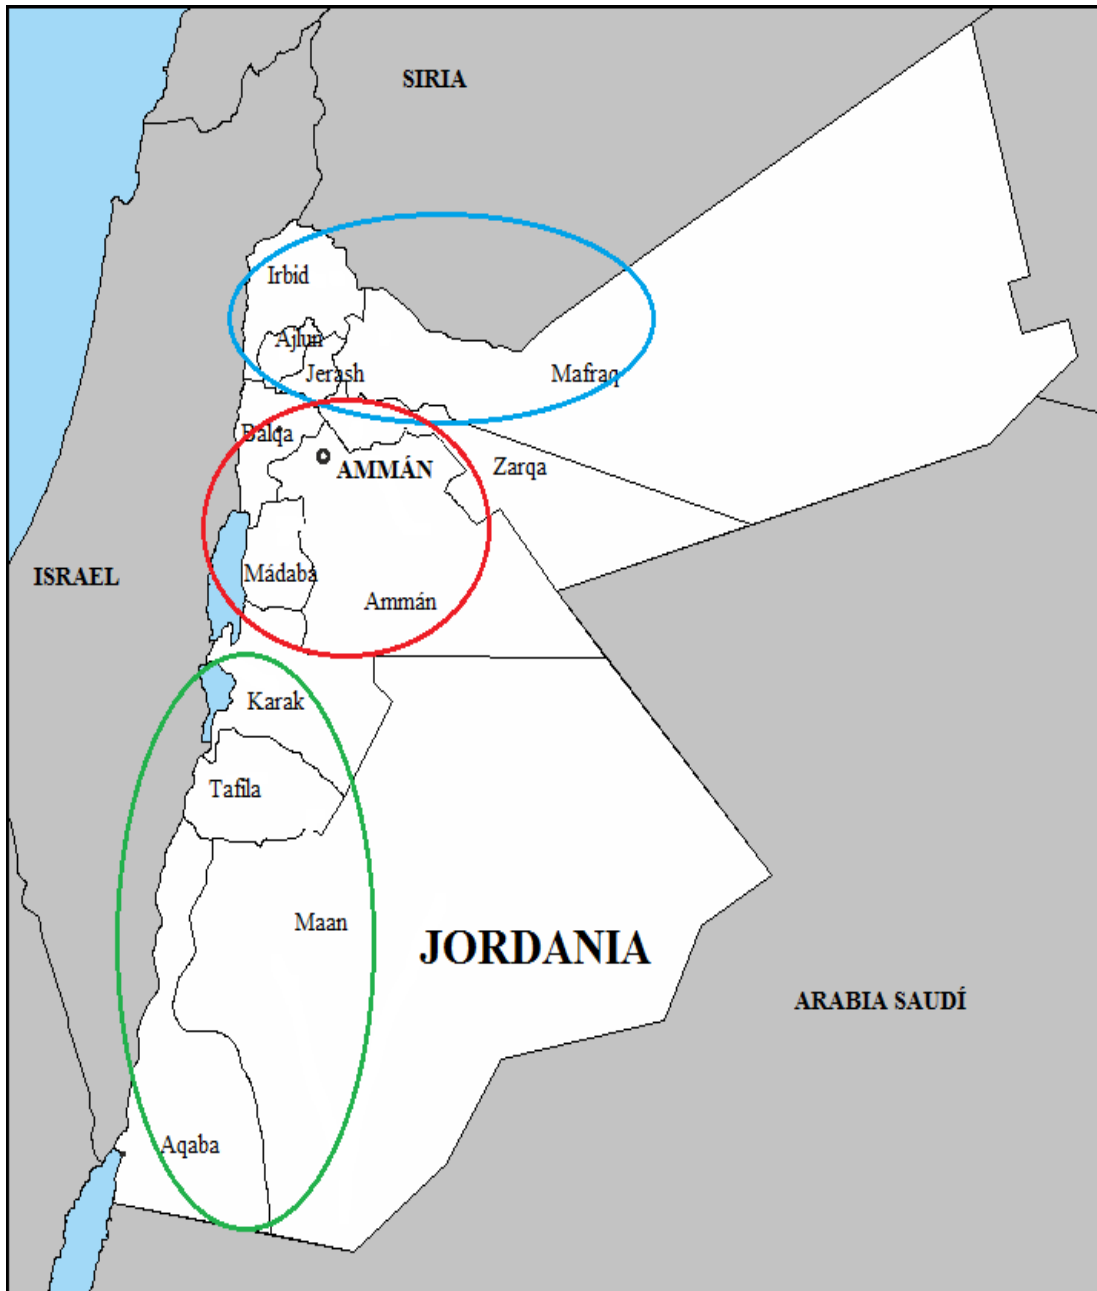 SIRIA
Irbid
Ajlun
Jerash
Mafraq
Balqa
AMMÁN
Zarqa
ISRAEL
Mádaba
Ammán
Karak
Tafila
Maan
JORDANIA
ARABIA SAUDÍ
Aqaba